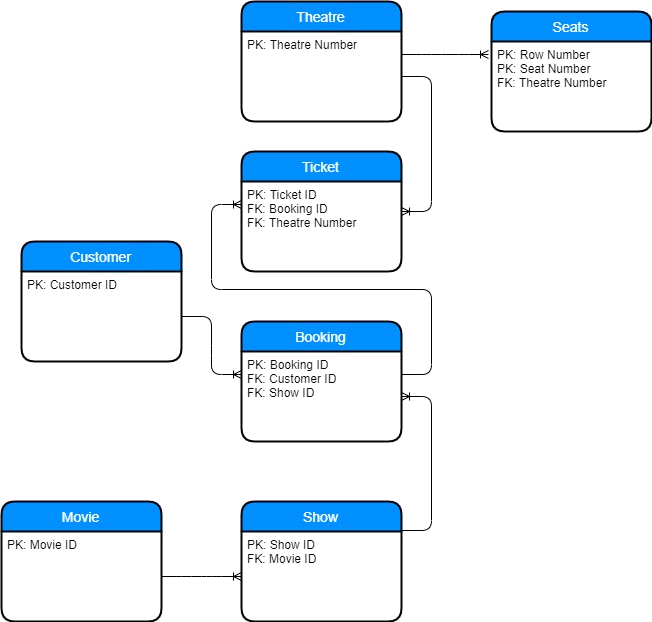 Theatre
PK: Theatre Number
Seats
PK: Row Number
PK: Seat Number
FK: Theatre Number
Ticket
PK: Ticket ID
FK: Booking ID
FK: Theatre Number
Customer
PK: Customer ID
Booking
PK: Booking ID
FK: Customer ID
FK: Show ID
Movie
PK: Movie ID
Show
PK: Show ID
FK: Movie ID